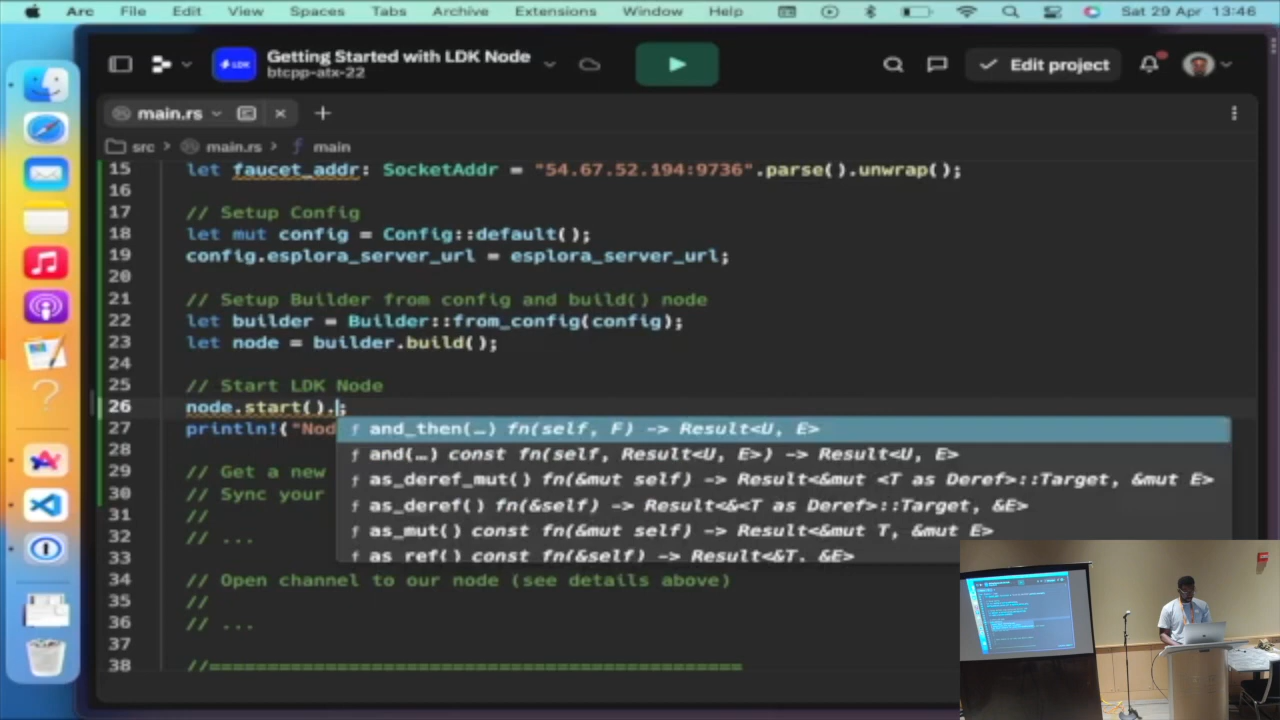 Arc File Edit View Spaces Tabs Archive Extensions Window Help Sat 29 Apr 13:46
LDK Getting Started with LDK Node
btcpp-atx-22
Edit project
main.rs
src > main.rs > main
15 let faucet_addr: SocketAddr = "54.67.52.194:9736".parse().unwrap();
16
17 // Setup Config
18 let mut config = Config::default();
19 config.esplora_server_url = esplora_server_url;
20
21 // Setup Builder from config and build() node
22 let builder = Builder::from_config(config);
23 let node = builder.build();
24
25 // Start LDK Node
26 node.start().;
27 println!("Nod
ƒ and_then(…) fn(self, F) -> Result<U, E>
28
ƒ and(…) const fn(self, Result<U, E>) -> Result<U, E>
29 // Get a new
ƒ as_deref_mut() fn(&mut self) -> Result<&mut <T as Deref>::Target, &mut E>
30 // Sync your
ƒ as_deref() fn(&self) -> Result<&<T as Deref>::Target, &E>
31 //
ƒ as_mut() const fn(&mut self) -> Result<&mut T, &mut E>
32 // ...
ƒ as_ref() const fn(&self) -> Result<&T, &E>
33
34 // Open channel to our node (see details above)
35 //
36 // ...
37
38 //==============================================